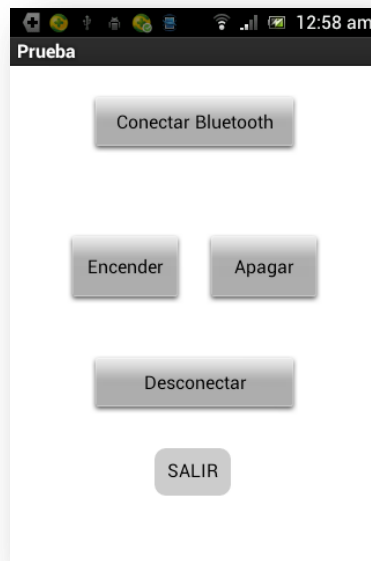 12:58 am
Prueba
Conectar Bluetooth
Encender Apagar
Desconectar
SALIR